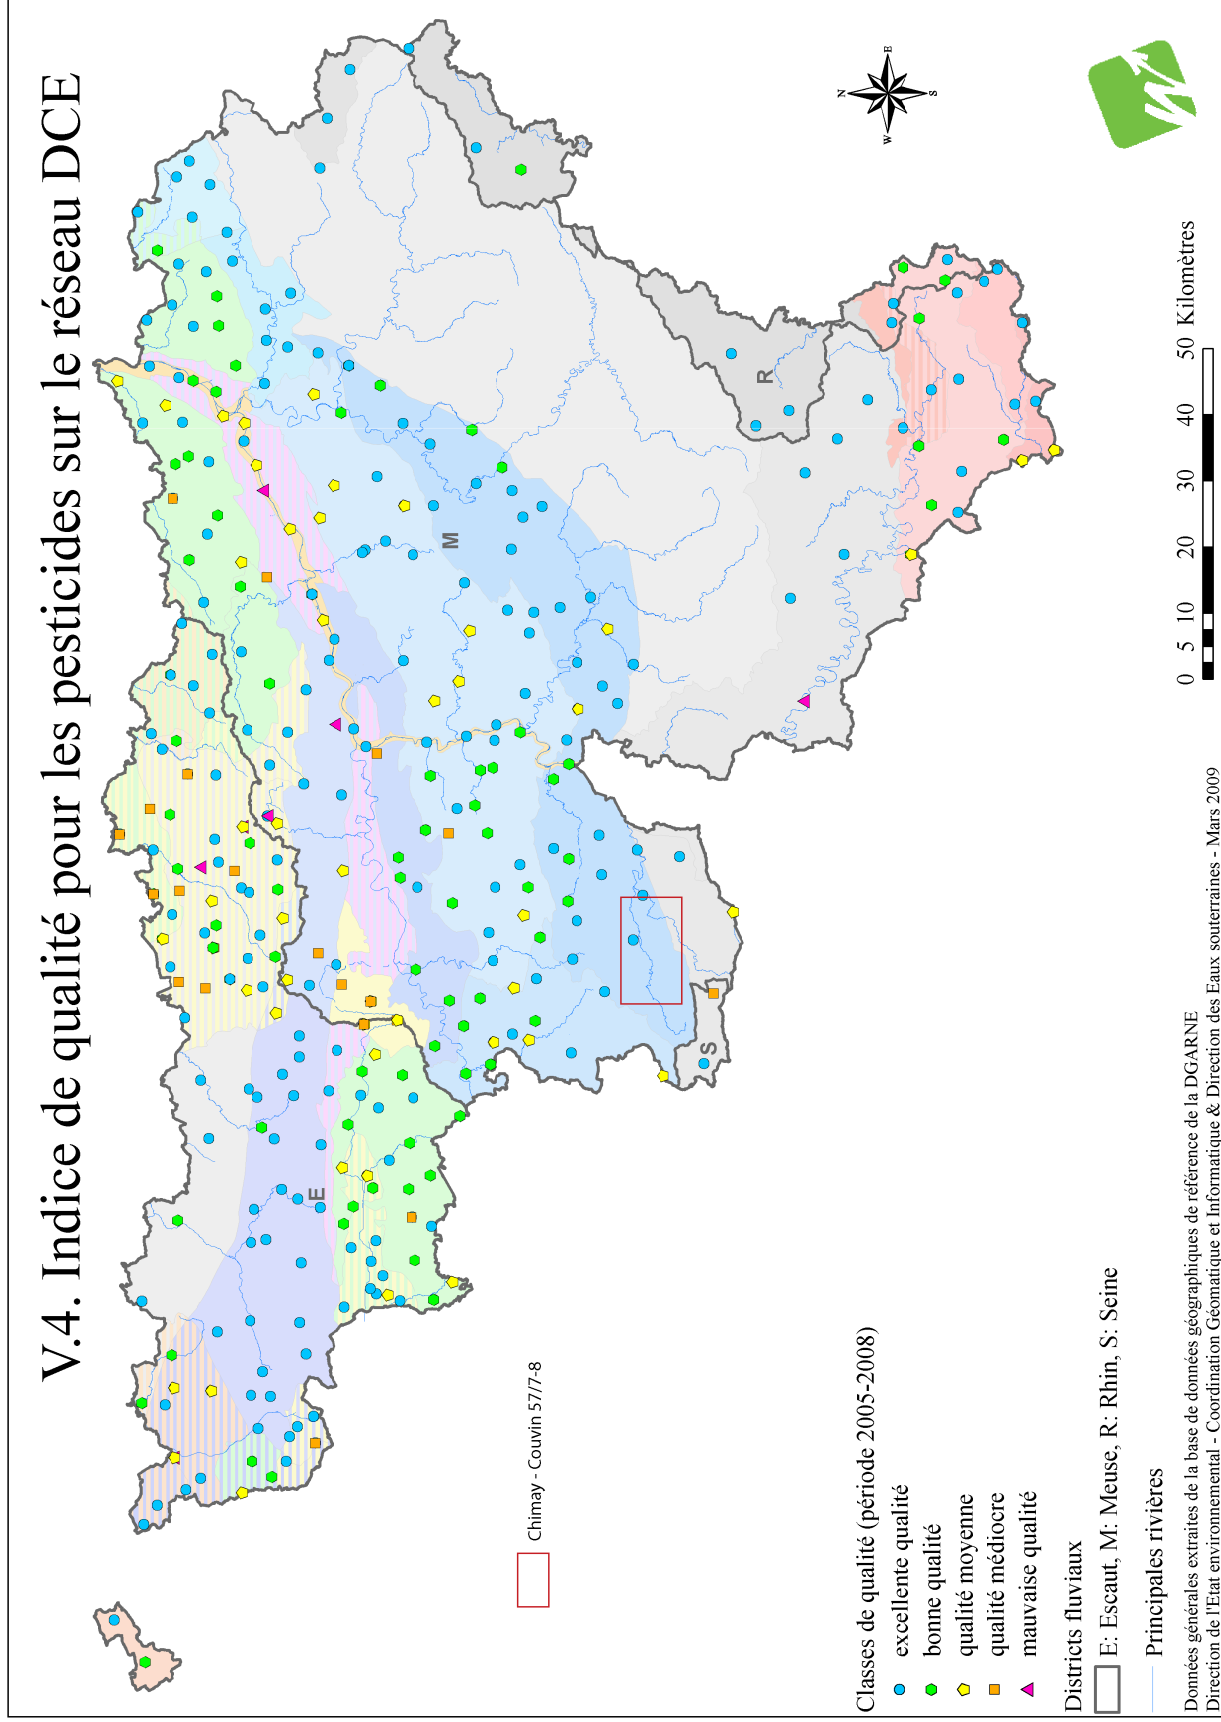 V.4. Indice de qualité pour les pesticides sur le réseau DCE
N
W
E
S
E
M
R
S
Chimay - Couvin 57/7-8
Classes de qualité (période 2005-2008)
excellente qualité
bonne qualité
qualité moyenne
qualité médiocre
mauvaise qualité
Districts fluviaux
E: Escaut, M: Meuse, R: Rhin, S: Seine
Principales rivières
0 5 10 20 30 40 50 Kilomètres
Données générales extraites de la base de données géographiques de référence de la DGARNE
Direction de l'Etat environnemental - Coordination Géomatique et Informatique & Direction des Eaux souterraines - Mars 2009